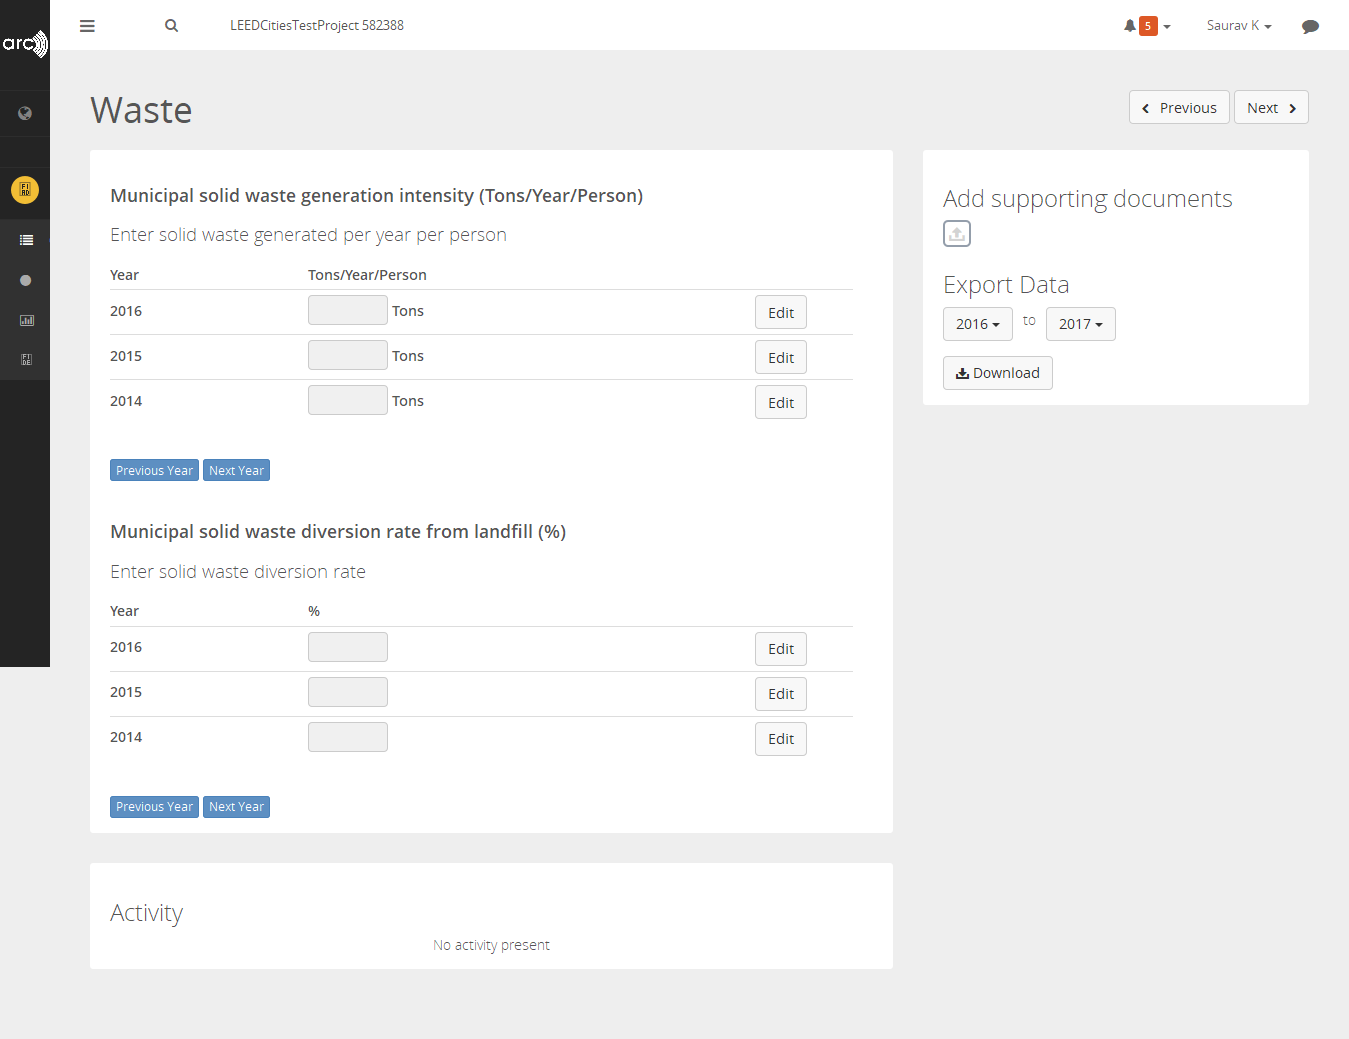 arc
LEEDCitiesTestProject 582388
5
Saurav K
Waste
Previous
Next
Municipal solid waste generation intensity (Tons/Year/Person)
Enter solid waste generated per year per person
Year Tons/Year/Person
2016 Tons Edit
2015 Tons Edit
2014 Tons Edit
Previous Year Next Year
Municipal solid waste diversion rate from landfill (%)
Enter solid waste diversion rate
Year %
2016 Edit
2015 Edit
2014 Edit
Previous Year Next Year
Activity
No activity present
Add supporting documents
Export Data
2016 to 2017
Download